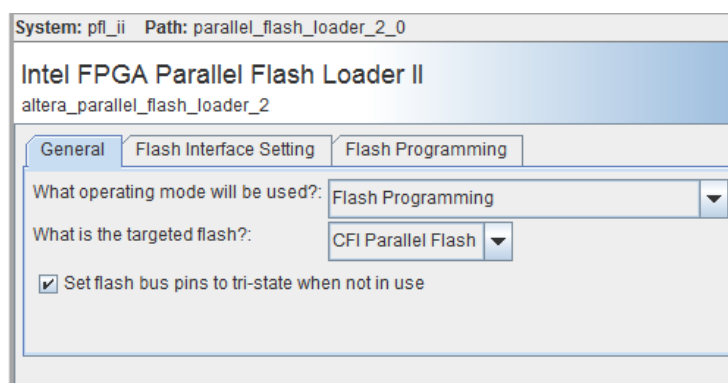 System: pfl_ii Path: parallel_flash_loader_2_0
Intel FPGA Parallel Flash Loader II
altera_parallel_flash_loader_2
General Flash Interface Setting Flash Programming
What operating mode will be used?: Flash Programming
What is the targeted flash?: CFI Parallel Flash
Set flash bus pins to tri-state when not in use